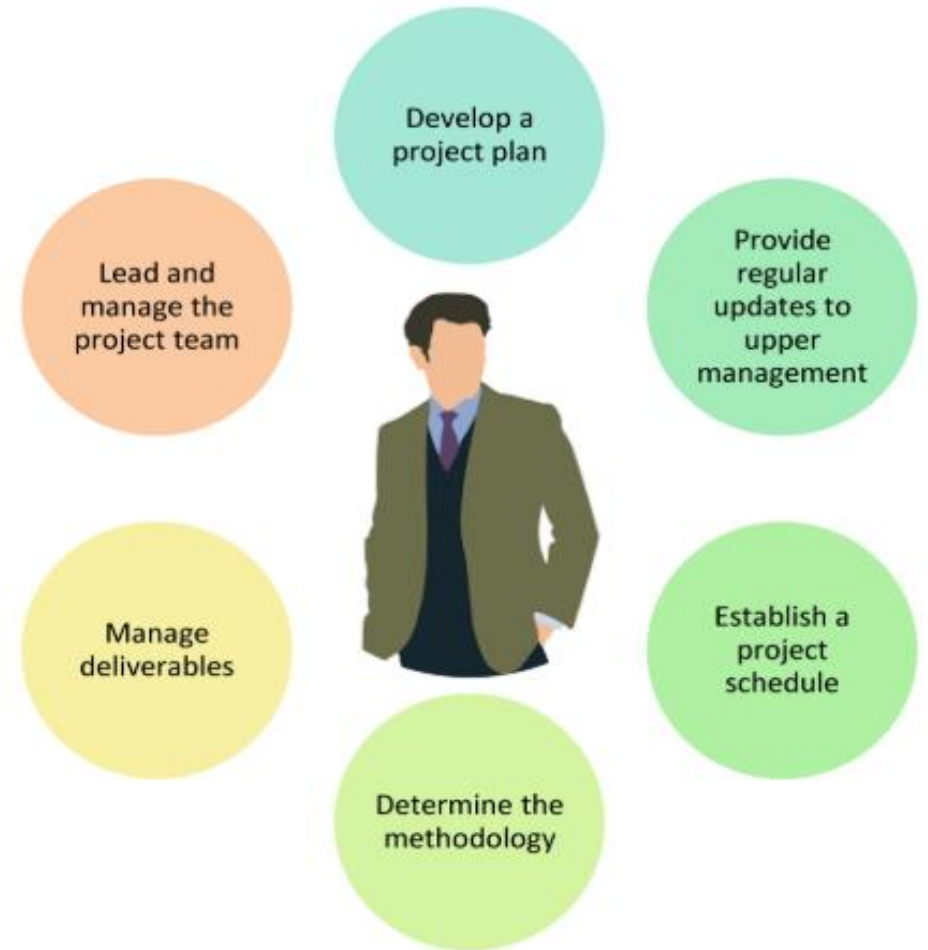 Develop a
project plan
Provide
regular
updates to
upper
management
Establish a
project
schedule
Determine the
methodology
Manage
deliverables
Lead and
manage the
project team